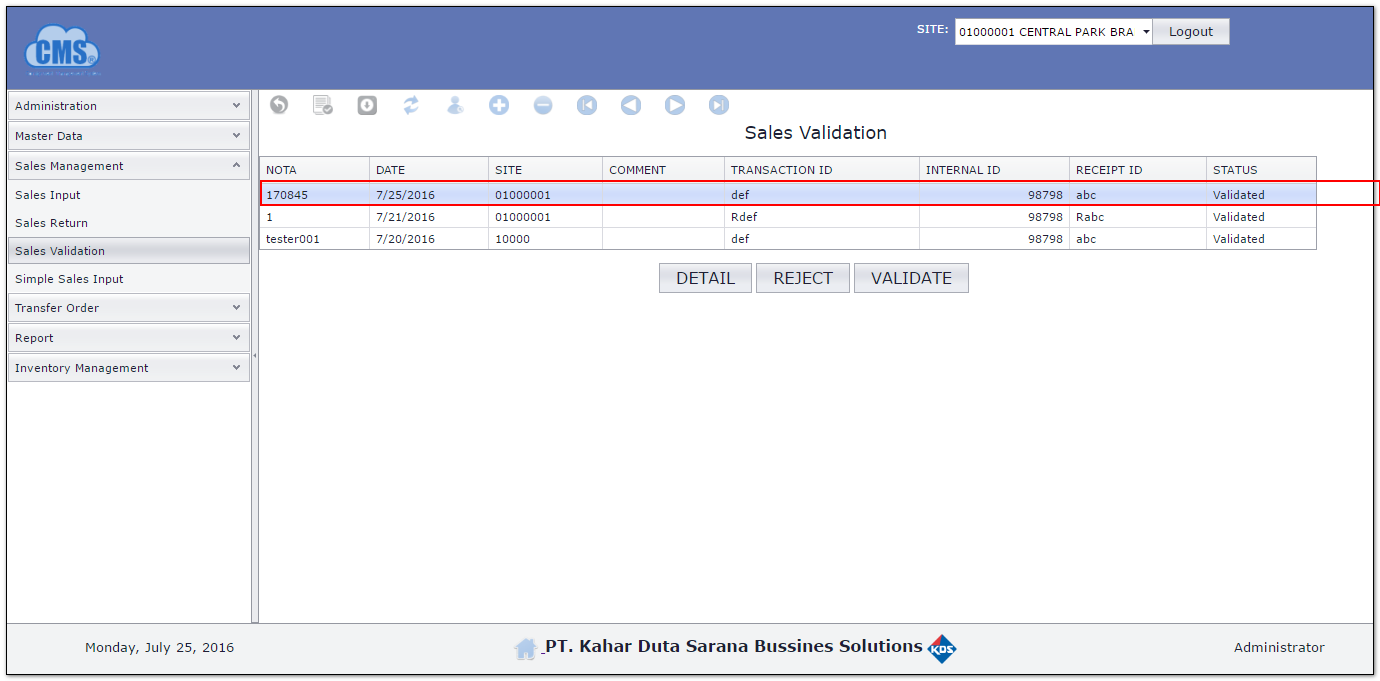 SITE: 01000001 CENTRAL PARK BRA Logout
CMS
Administration
Master Data
Sales Management
Sales Input
Sales Return
Sales Validation
Simple Sales Input
Transfer Order
Report
Inventory Management
Sales Validation
NOTA DATE SITE COMMENT TRANSACTION ID INTERNAL ID RECEIPT ID STATUS
170845 7/25/2016 01000001 def 98798 abc Validated
1 7/21/2016 01000001 Rdef 98798 Rabc Validated
tester001 7/20/2016 10000 def 98798 abc Validated
DETAIL REJECT VALIDATE
Monday, July 25, 2016 PT. Kahar Duta Sarana Bussines Solutions KDS Administrator